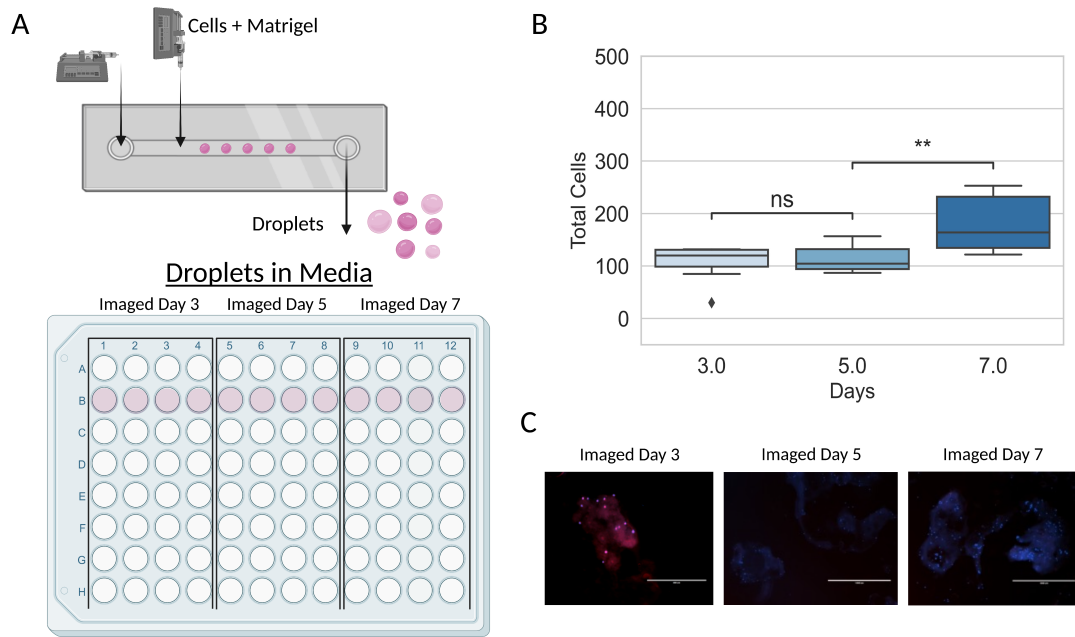 A
Cells + Matrigel
Droplets
Droplets in Media
Imaged Day 3 Imaged Day 5 Imaged Day 7
1 2 3 4 5 6 7 8 9 10 11 12
A
B
C
D
E
F
G
H
B
500
400
300
200
100
0
Total Cells
ns
**
3.0 5.0 7.0
Days
C
Imaged Day 3 Imaged Day 5 Imaged Day 7